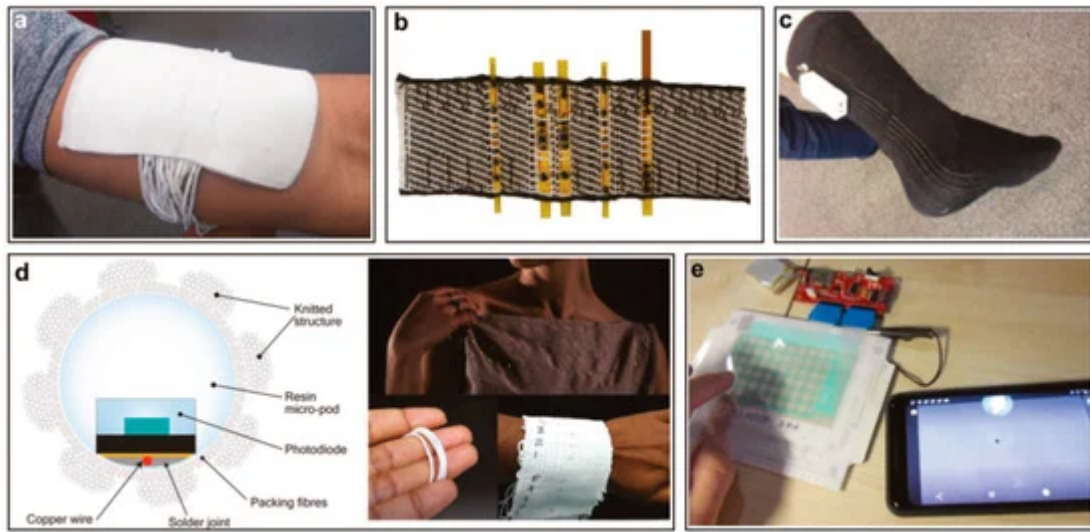 a
b
c
d
Knitted
structure
Resin
micro-pod
Photodiode
Packing fibres
Copper wire
Solder joint
e